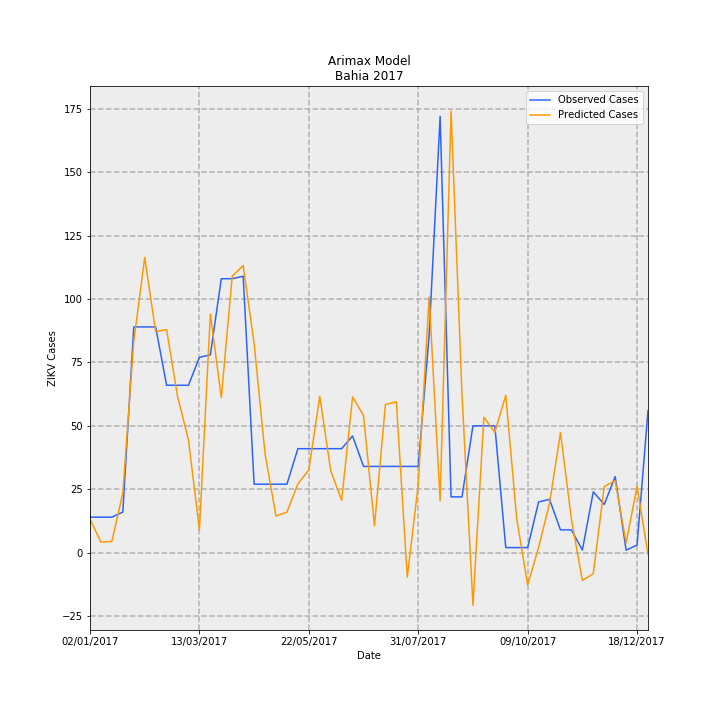 Arimax Model
Bahia 2017
Observed Cases
Predicted Cases
175
150
125
100
75
50
25
0
−25
ZIKV Cases
02/01/2017
13/03/2017
22/05/2017
31/07/2017
09/10/2017
18/12/2017
Date